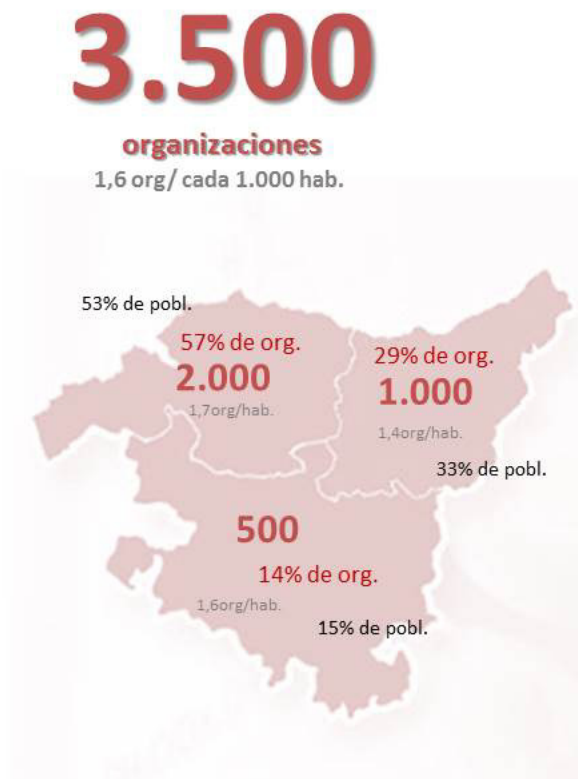 3.500
organizaciones
1,6 org/ cada 1.000 hab.
53% de pobl.
57% de org.
2.000
1,7org/hab.
29% de org.
1.000
1,4org/hab.
33% de pobl.
500
14% de org.
1,6org/hab.
15% de pobl.